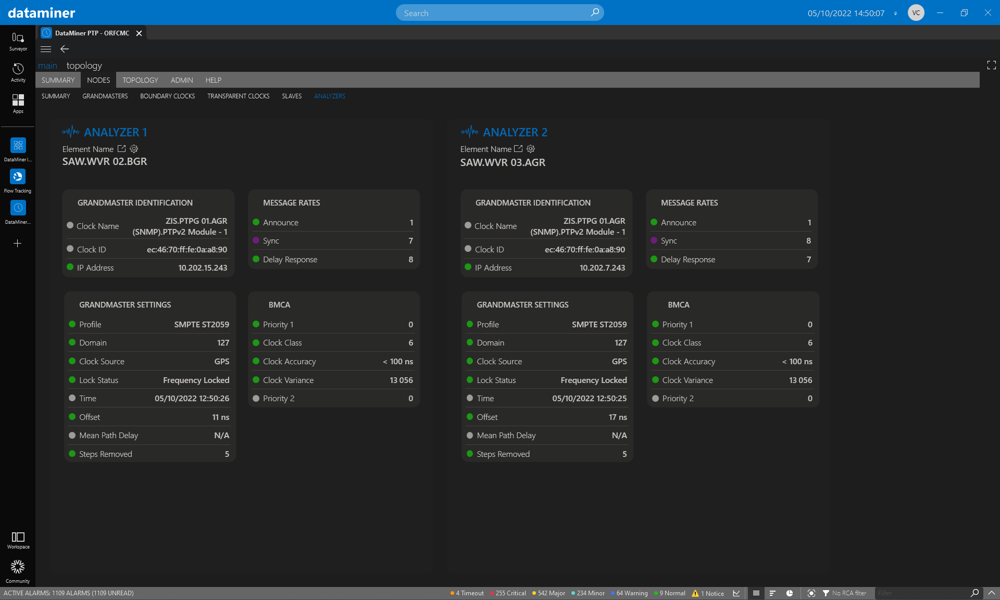 dataminer
Search
05/10/2022 14:50:07
VC
DataMiner PTP - ORFCMC
Surveyor
Activity
Apps
DataMiner I...
Flow Tracking
DataMiner...
Workspace
Community
main topology
SUMMARY NODES TOPOLOGY ADMIN HELP
SUMMARY GRANDMASTERS BOUNDARY CLOCKS TRANSPARENT CLOCKS SLAVES ANALYZERS
ANALYZER 1
Element Name
SAW.WVR 02.BGR
GRANDMASTER IDENTIFICATION
Clock Name ZIS.PTPG 01.AGR
(SNMP).PTPv2 Module - 1
Clock ID ec:46:70:ff:fe:0a:a8:90
IP Address 10.202.15.243
MESSAGE RATES
Announce 1
Sync 7
Delay Response 8
GRANDMASTER SETTINGS
Profile SMPTE ST2059
Domain 127
Clock Source GPS
Lock Status Frequency Locked
Time 05/10/2022 12:50:26
Offset 11 ns
Mean Path Delay N/A
Steps Removed 5
BMCA
Priority 1 0
Clock Class 6
Clock Accuracy < 100 ns
Clock Variance 13 056
Priority 2 0
ANALYZER 2
Element Name
SAW.WVR 03.AGR
GRANDMASTER IDENTIFICATION
Clock Name ZIS.PTPG 01.AGR
(SNMP).PTPv2 Module - 1
Clock ID ec:46:70:ff:fe:0a:a8:90
IP Address 10.202.7.243
MESSAGE RATES
Announce 1
Sync 8
Delay Response 7
GRANDMASTER SETTINGS
Profile SMPTE ST2059
Domain 127
Clock Source GPS
Lock Status Frequency Locked
Time 05/10/2022 12:50:25
Offset 17 ns
Mean Path Delay N/A
Steps Removed 5
BMCA
Priority 1 0
Clock Class 6
Clock Accuracy < 100 ns
Clock Variance 13 056
Priority 2 0
ACTIVE ALARMS: 1109 ALARMS (1109 UNREAD) 4 Timeout 255 Critical 542 Major 234 Minor 64 Warning 9 Normal 1 Notice No RCA filter Filter